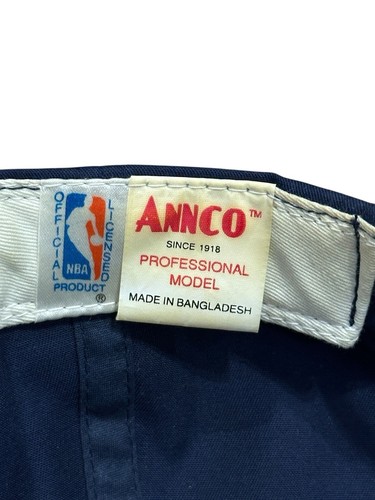 OFFICIAL
LICENSED
NBA
PRODUCT
®
ANNCO™
SINCE 1918
PROFESSIONAL
MODEL
MADE IN BANGLADESH